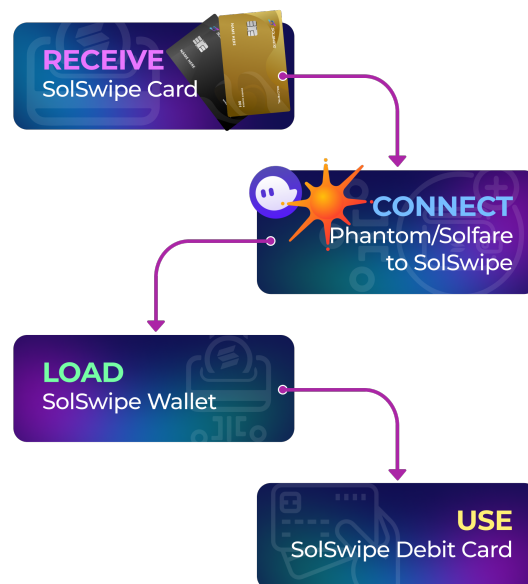 RECEIVE
SolSwipe Card
CONNECT
Phantom/Solfare
to SolSwipe
LOAD
SolSwipe Wallet
USE
SolSwipe Debit Card